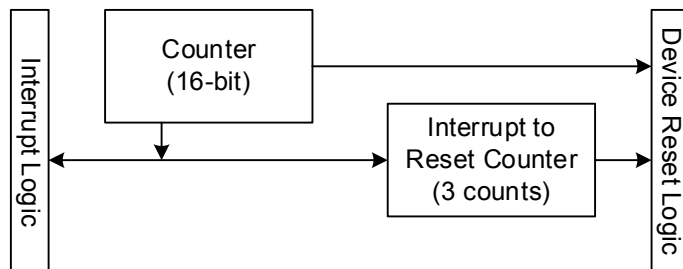 Interrupt Logic
Counter
(16-bit)
Interrupt to
Reset Counter
(3 counts)
Device Reset Logic